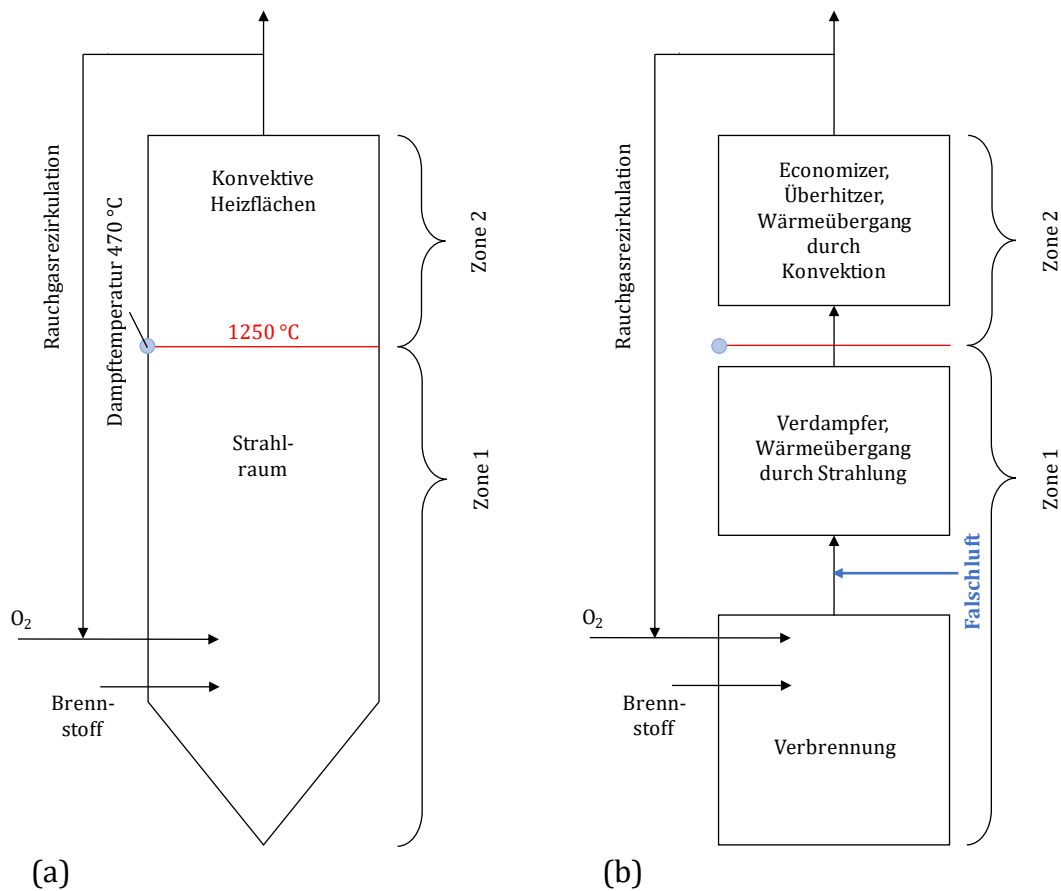 Rauchgasrezirkulation
Dampftemperatur 470 °C
Konvektive
Heizflächen
Zone 2
1250 °C
Strahl-
raum
Zone 1
O2
Brenn-
stoff
(a)
Rauchgasrezirkulation
Economizer,
Überhitzer,
Wärmeübergang
durch
Konvektion
Zone 2
Verdampfer,
Wärmeübergang
durch Strahlung
Zone 1
Falschluft
O2
Brenn-
stoff
Verbrennung
(b)